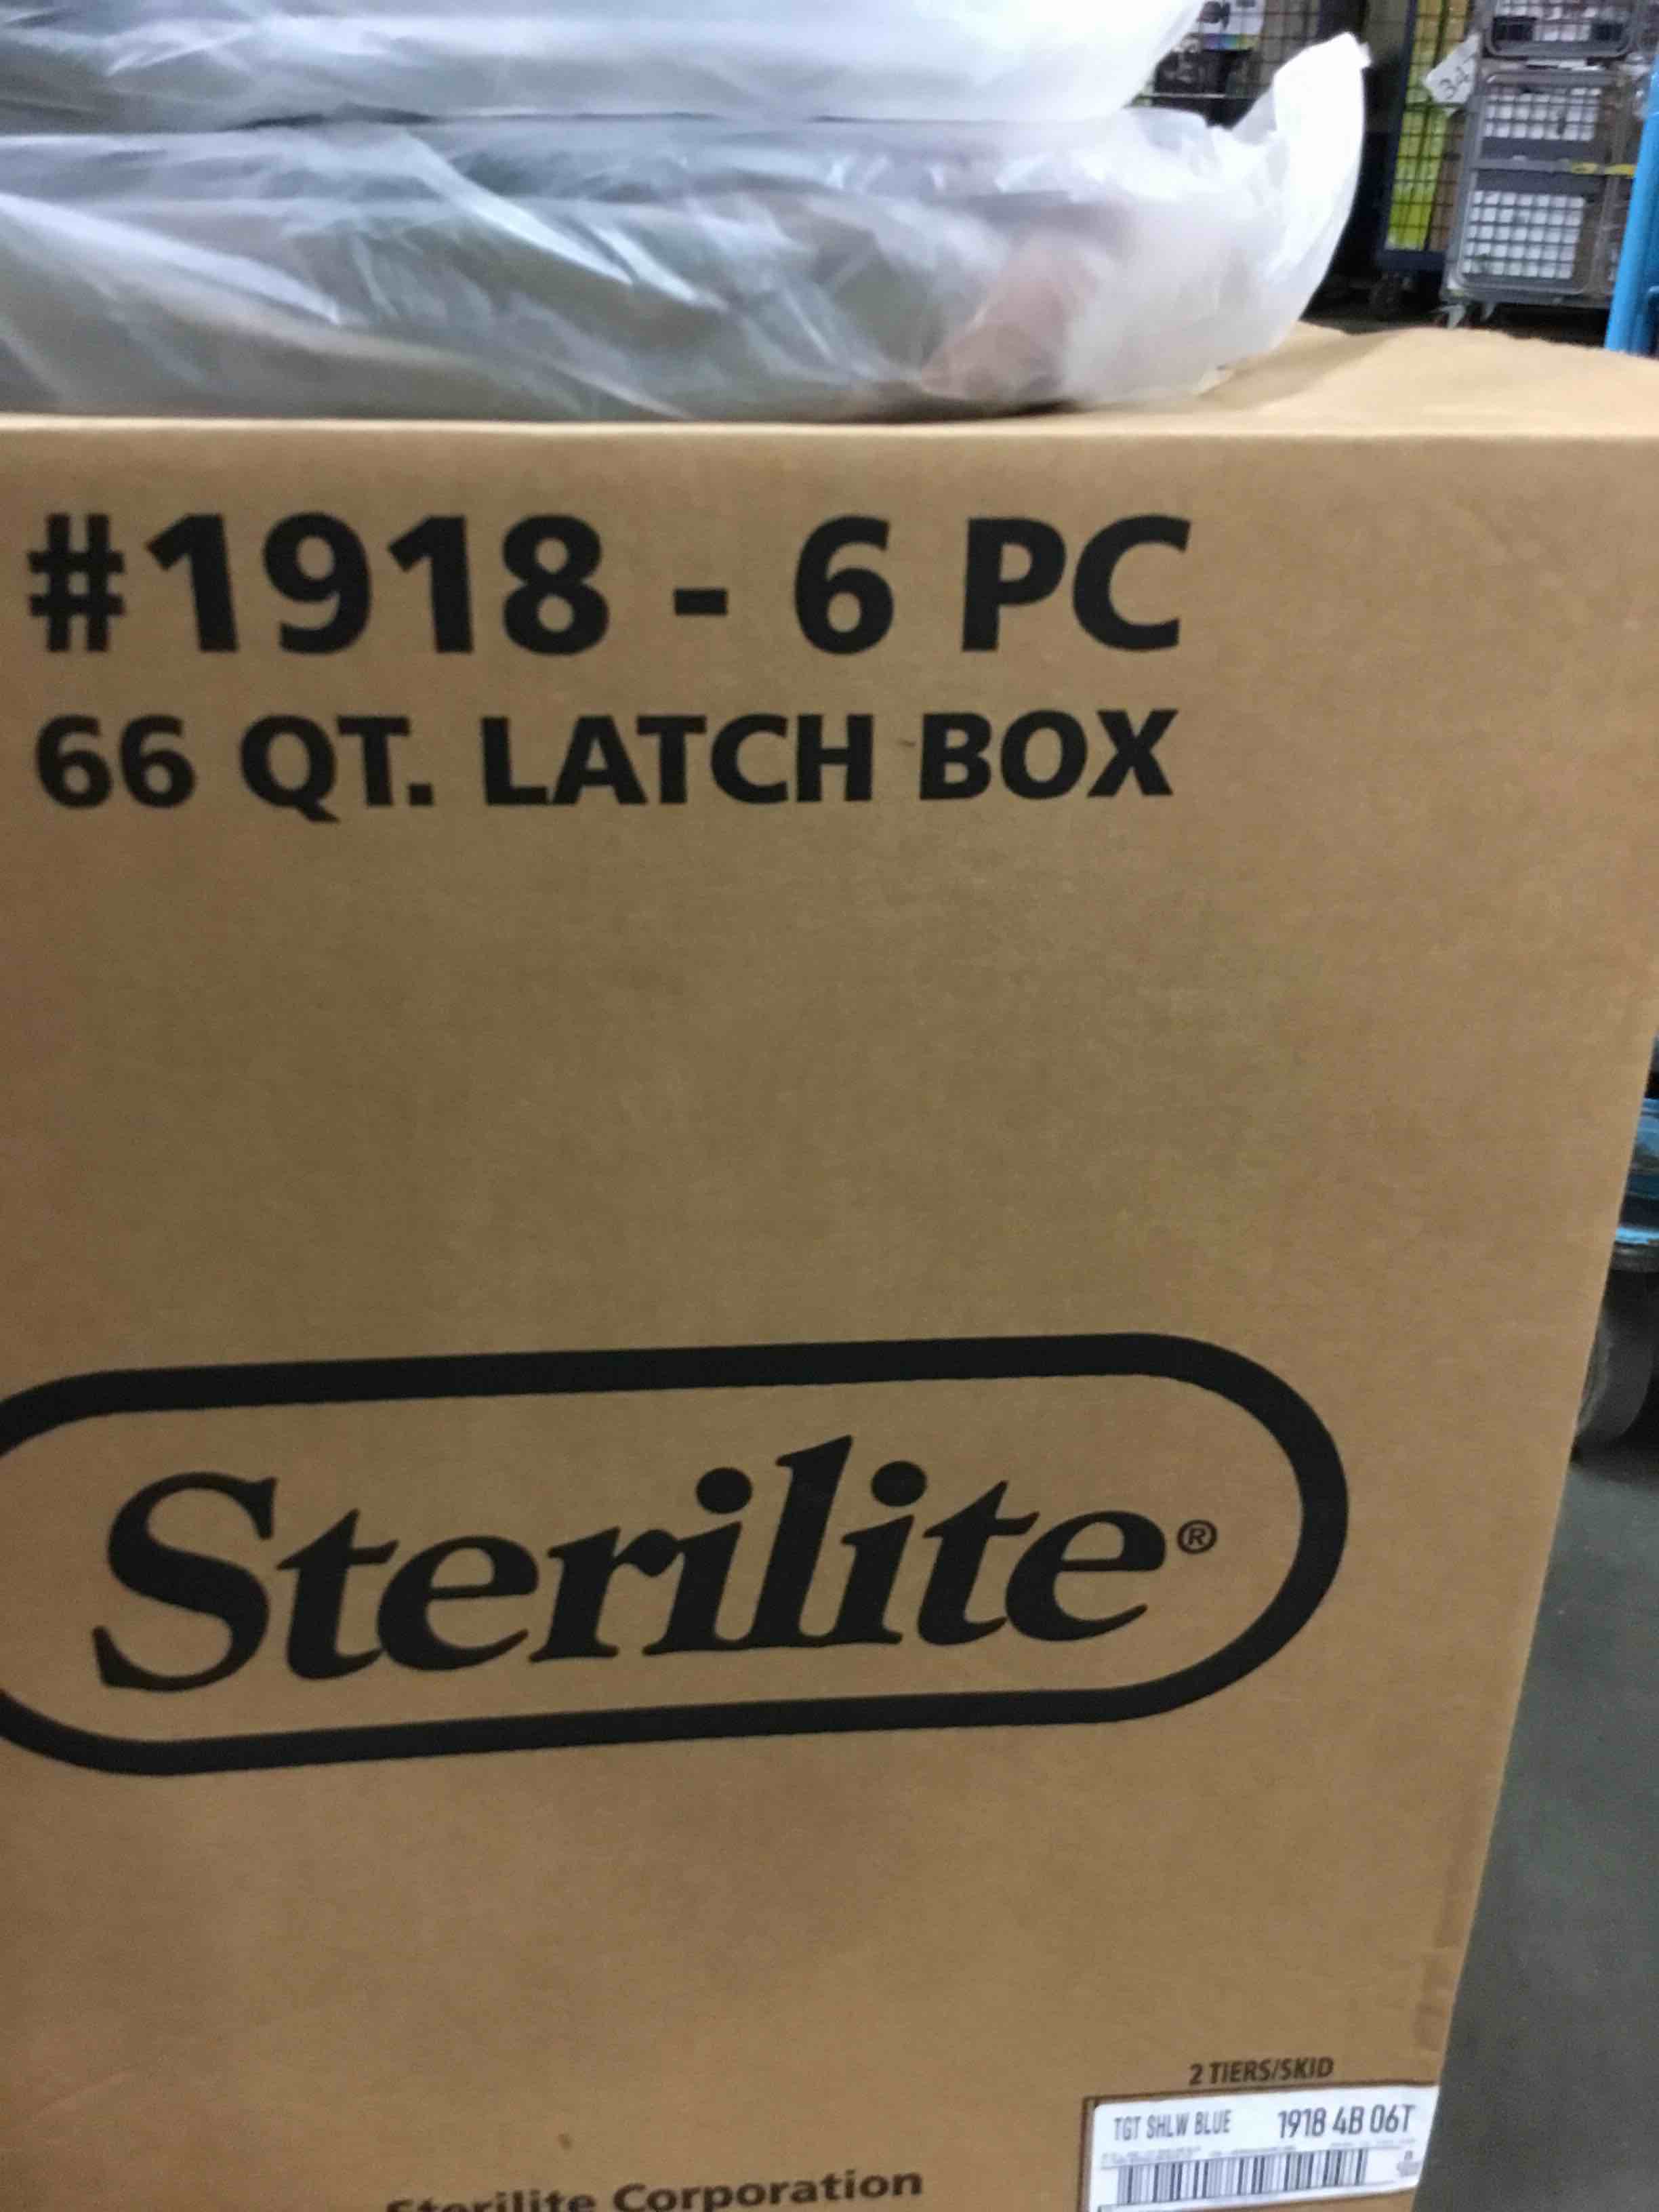 #1918 - 6 PC
66 QT. LATCH BOX
Sterilite®
2 TIERS/SKID
TGT SHLW BLUE 1918 4B 06T
Sterilite Corporation